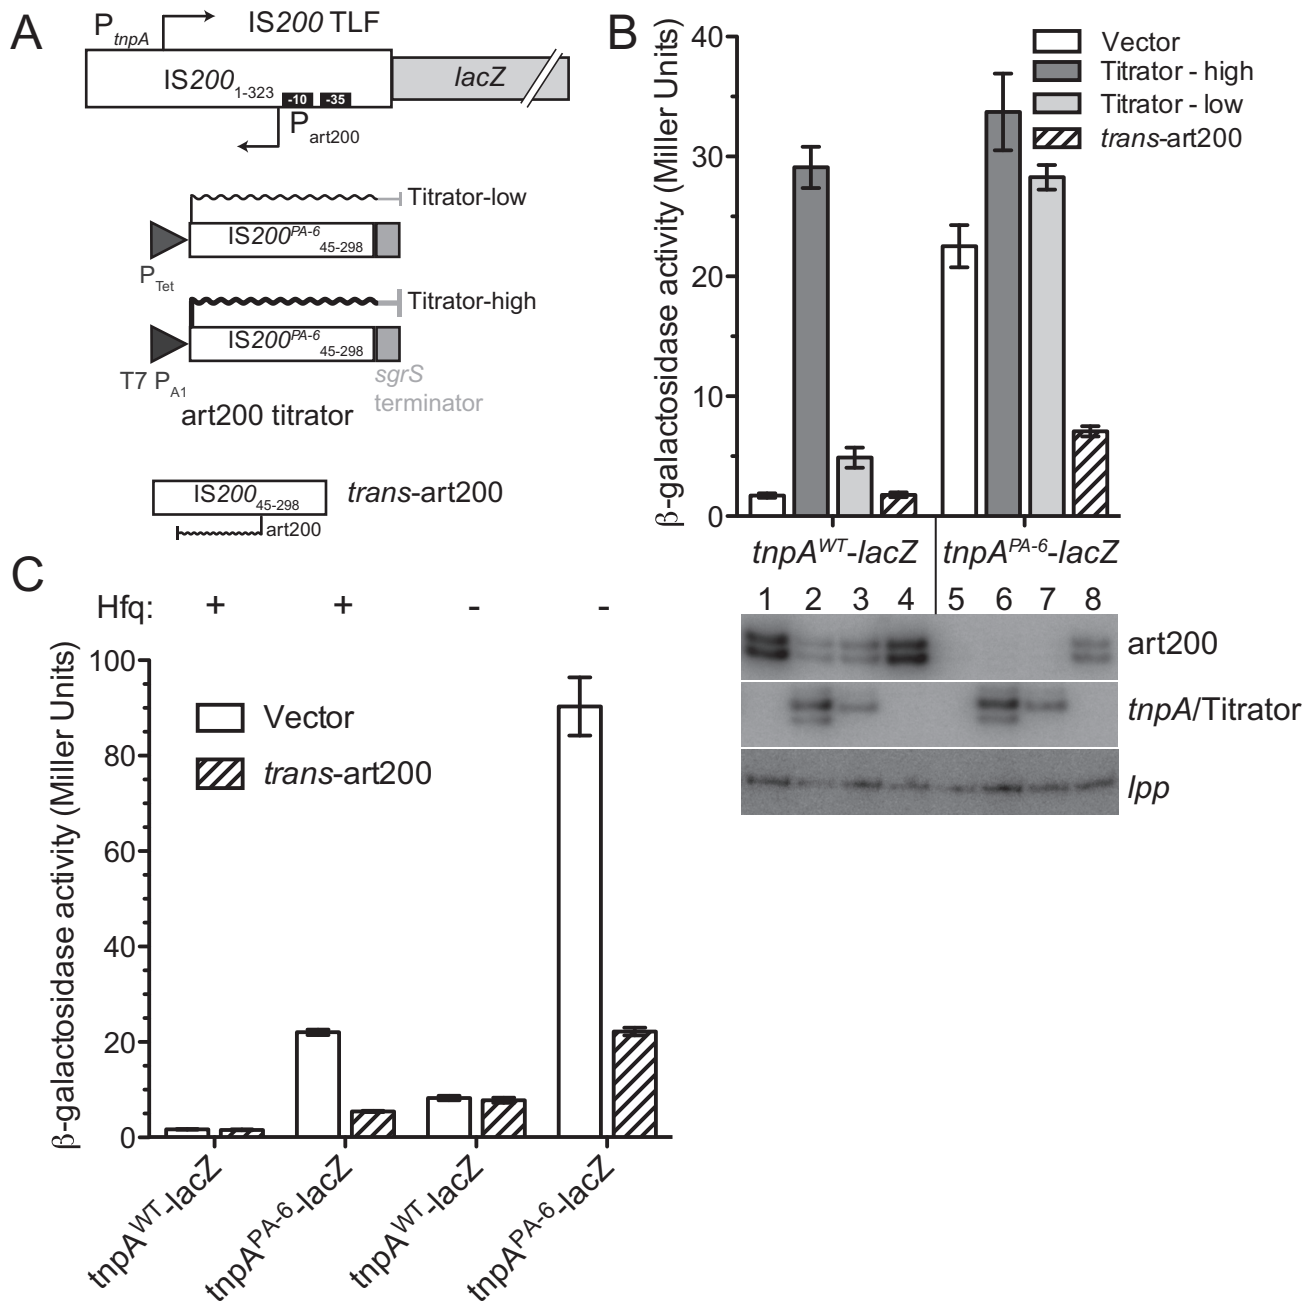 A
P tnpA
IS200 TLF
IS200 1-323
-10
-35
lacZ
P art200
Titrator-low
IS200 PA-6 45-298
P Tet
Titrator-high
IS200 PA-6 45-298
T7 P A1
sgrS
terminator
art200 titrator
IS200 45-298
trans-art200
art200
B
β-galactosidase activity (Miller Units)
40
30
20
10
0
Vector
Titrator - high
Titrator - low
trans-art200
tnpA WT-lacZ
tnpA PA-6-lacZ
1 2 3 4 5 6 7 8
art200
tnpA/Titrator
lpp
C
Hfq: + + - -
β-galactosidase activity (Miller Units)
100
80
60
40
20
0
Vector
trans-art200
tnpA WT-lacZ
tnpA PA-6-lacZ
tnpA WT-lacZ
tnpA PA-6-lacZ